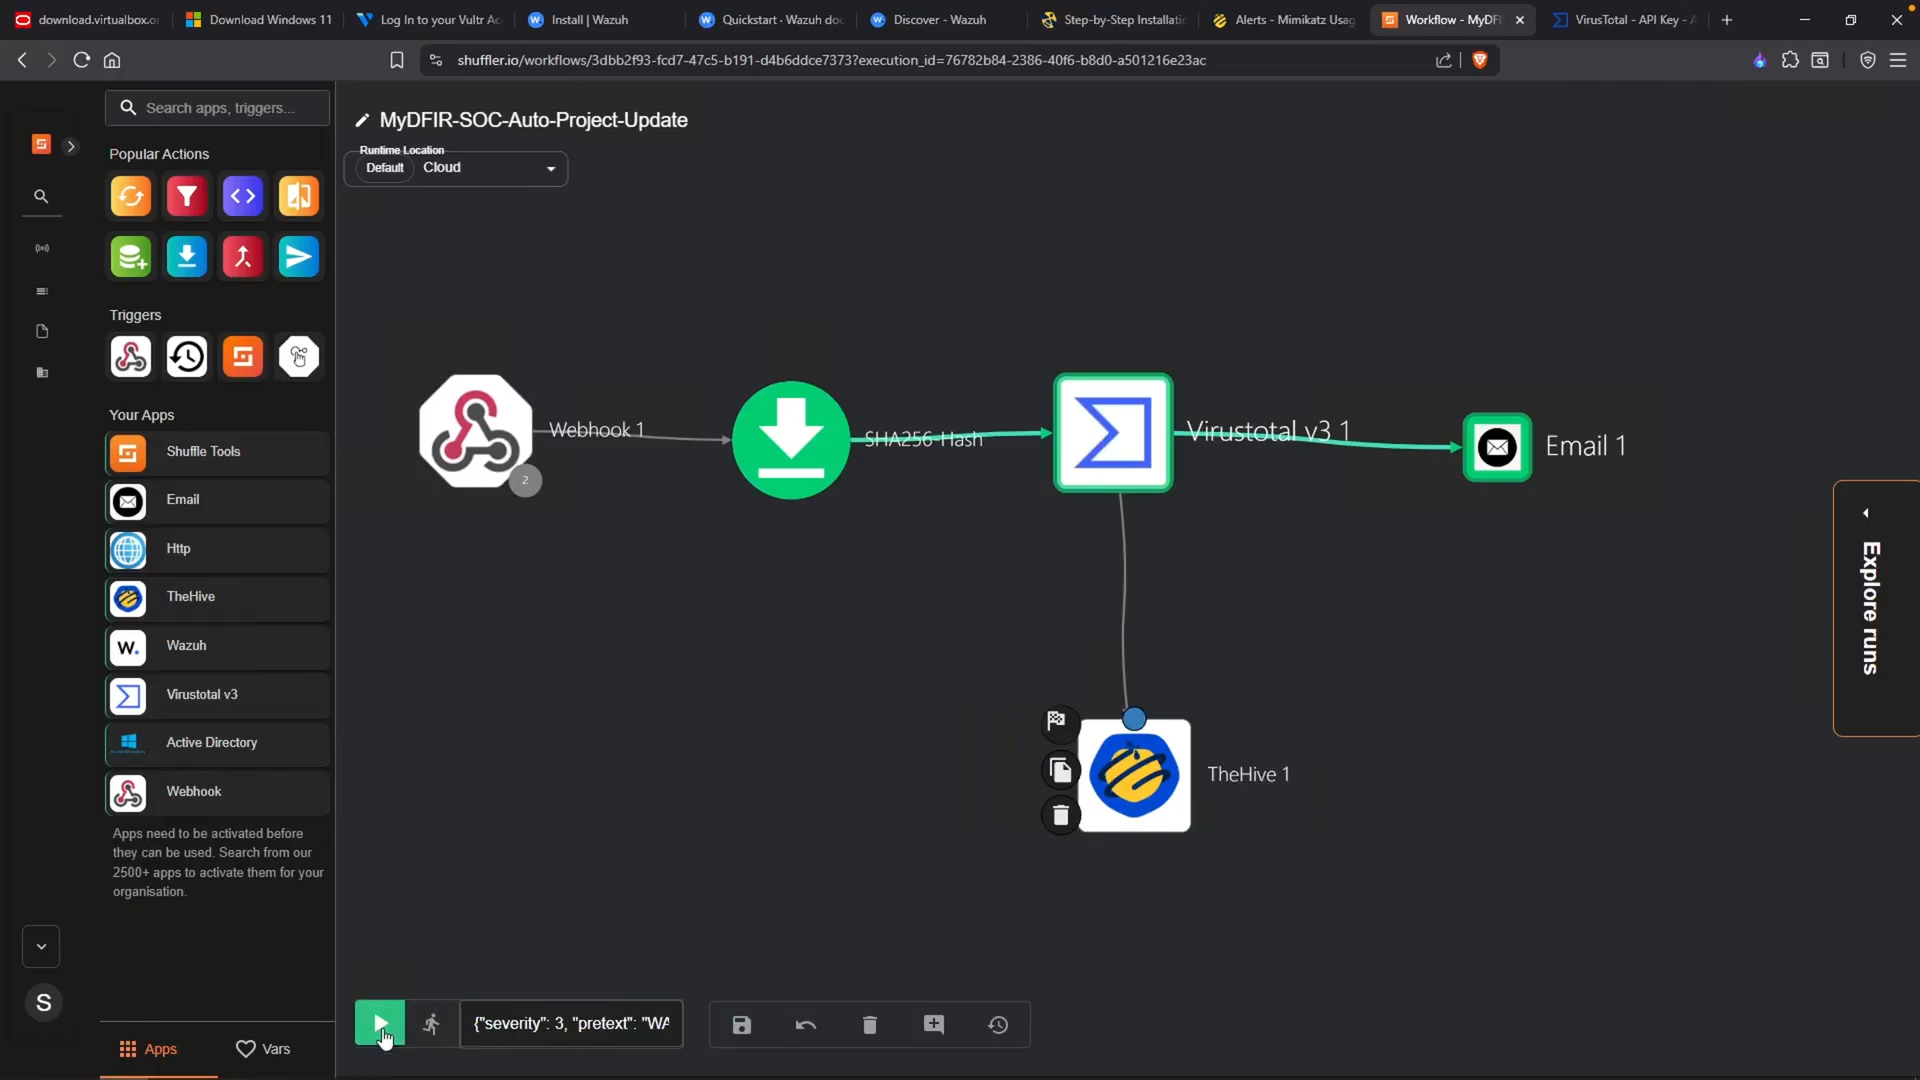 download.virtualbox.o
Download Windows 11
Log In to your Vultr Ac
Install | Wazuh
Quickstart · Wazuh doc
Discover - Wazuh
Step-by-Step Installatic
Alerts - Mimikatz Usag
Workflow - MyDFI
VirusTotal - API Key - A
shuffler.io/workflows/3dbb2f93-fcd7-47c5-b191-d4b6ddce7373?execution_id=76782b84-2386-40f6-b8d0-a501216e23ac
Search apps, triggers...
MyDFIR-SOC-Auto-Project-Update
Runtime Location
Default Cloud
Popular Actions
Triggers
Your Apps
Shuffle Tools
Email
Http
TheHive
Wazuh
W.
Virustotal v3
Active Directory
Webhook
Apps need to be activated before
they can be used. Search from our
2500+ apps to activate them for your
organisation.
Webhook 1
2
SHA256-Hash
Virustotal v3 1
Email 1
TheHive 1
Explore runs
S
{"severity": 3, "pretext": "WA
Apps
Vars